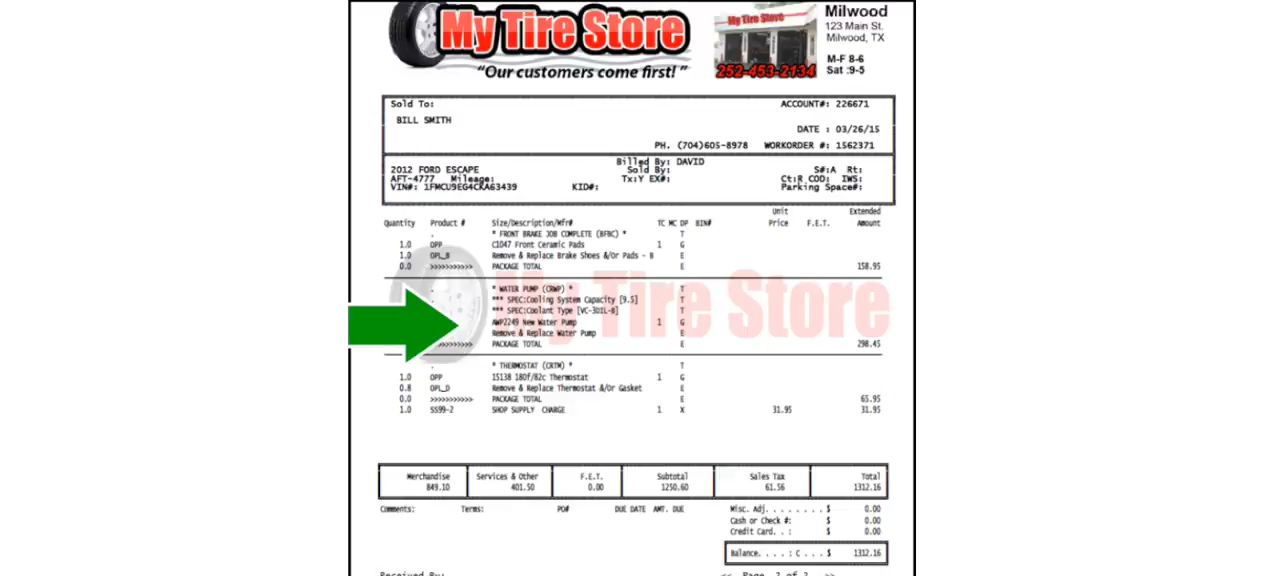 My Tire Store
"Our customers come first!"
My Tire Store
252-453-2134
Milwood
123 Main St.
Milwood, TX
M-F 8-6
Sat :9-5
Sold To: ACCOUNT#: 226671
BILL SMITH
DATE : 03/26/15
PH. (704)605-8978 WORKORDER #: 1562371
Billed By: DAVID
2012 FORD ESCAPE Sold By: S#:A Rt:
AFT-4777 Mileage: Tx:Y EX#: Ct:R COD: IWS:
VIN#: 1FMCU9EG4CKA63439 KID#: Parking Space#:
Unit Extended
Quantity Product # Size/Description/Mfr# TC MC DP BIN# Price F.E.T. Amount
. * FRONT BRAKE JOB COMPLETE (BFBC) * T
1.0 OPP C1047 Front Ceramic Pads 1 G
1.0 OPL_B Remove & Replace Brake Shoes &/Or Pads - B E
0.0 >>>>>>>>>>> PACKAGE TOTAL E 158.95
. * WATER PUMP (CRWP) * T
. *** SPEC:Cooling System Capacity [9.5] T
*** SPEC:Coolant Type [VC-3DIL-B] T
AWP2249 New Water Pump 1 G
Remove & Replace Water Pump E
>>>>>>>>>> PACKAGE TOTAL E 298.45
My Tire Store
. * THERMOSTAT (CRTM) * T
1.0 OPP 15138 180f/82c Thermostat 1 G
0.8 OPL_D Remove & Replace Thermostat &/Or Gasket E
0.0 >>>>>>>>>>> PACKAGE TOTAL E 65.95
1.0 SS99-2 SHOP SUPPLY CHARGE 1 X 31.95 31.95
Merchandise Services & Other F.E.T. Subtotal Sales Tax Total
849.10 401.50 0.00 1250.60 61.56 1312.16
Comments: Terms: PO# DUE DATE AMT. DUE Misc. Adj. . . . . . . . $ 0.00
Cash or Check #: $ 0.00
Credit Card. . : $ 0.00
Balance. . . . : C . . . $ 1312.16
Received By: << Page 2 of 2 >>